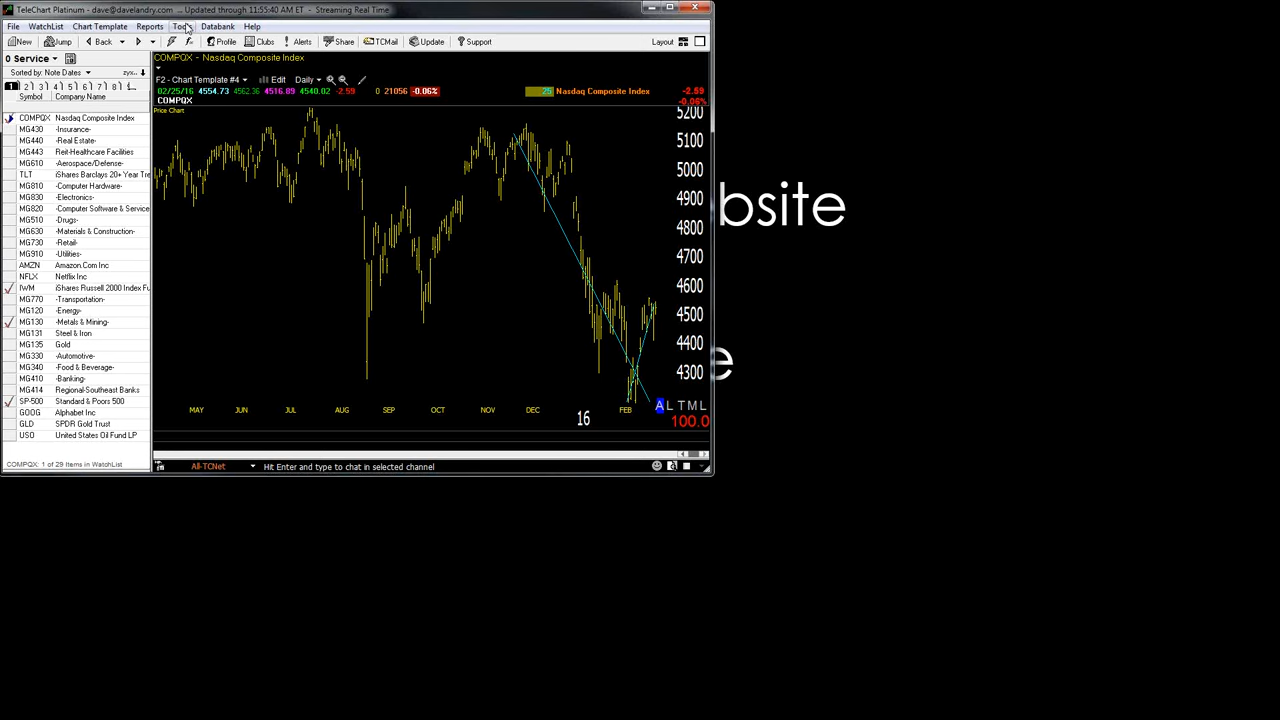 TeleChart Platinum - dave@davelandry.com ... Updated through 11:55:40 AM ET - Streaming Real Time
File WatchList Chart Template Reports Tools Databank Help
New Jump Back Profile Clubs Alerts Share TCMail Update Support Layout
0 Service
Sorted by: Note Dates zyx..
1 2 3 4 5 6 7 8 i...
Symbol Company Name
COMPQX Nasdaq Composite Index
MG430 -Insurance-
MG440 -Real Estate-
MG443 Reit-Healthcare Facilities
MG610 -Aerospace/Defense-
TLT iShares Barclays 20+ Year Tre
MG810 -Computer Hardware-
MG830 -Electronics-
MG820 -Computer Software & Service
MG510 -Drugs-
MG630 -Materials & Construction-
MG730 -Retail-
MG910 -Utilities-
AMZN Amazon.Com Inc
NFLX Netflix Inc
IWM iShares Russell 2000 Index Fu
MG770 -Transportation-
MG120 -Energy-
MG130 -Metals & Mining-
MG131 Steel & Iron
MG135 Gold
MG330 -Automotive-
MG340 -Food & Beverage-
MG410 -Banking-
MG414 Regional-Southeast Banks
SP-500 Standard & Poors 500
GOOG Alphabet Inc
GLD SPDR Gold Trust
USO United States Oil Fund LP
COMPQX: 1 of 29 Items in WatchList
COMPQX - Nasdaq Composite Index
F2 - Chart Template #4 Edit Daily
02/25/16 4554.73 4562.36 4516.89 4540.02 -2.59 0 21056 -0.06% 25 Nasdaq Composite Index -2.59
COMPQX -0.06%
Price Chart
5200
5100
5000
4900
4800
4700
4600
4500
4400
4300
A L T M L
MAY JUN JUL AUG SEP OCT NOV DEC 16 FEB
100.0
All-TCNet Hit Enter and type to chat in selected channel
bsite
e